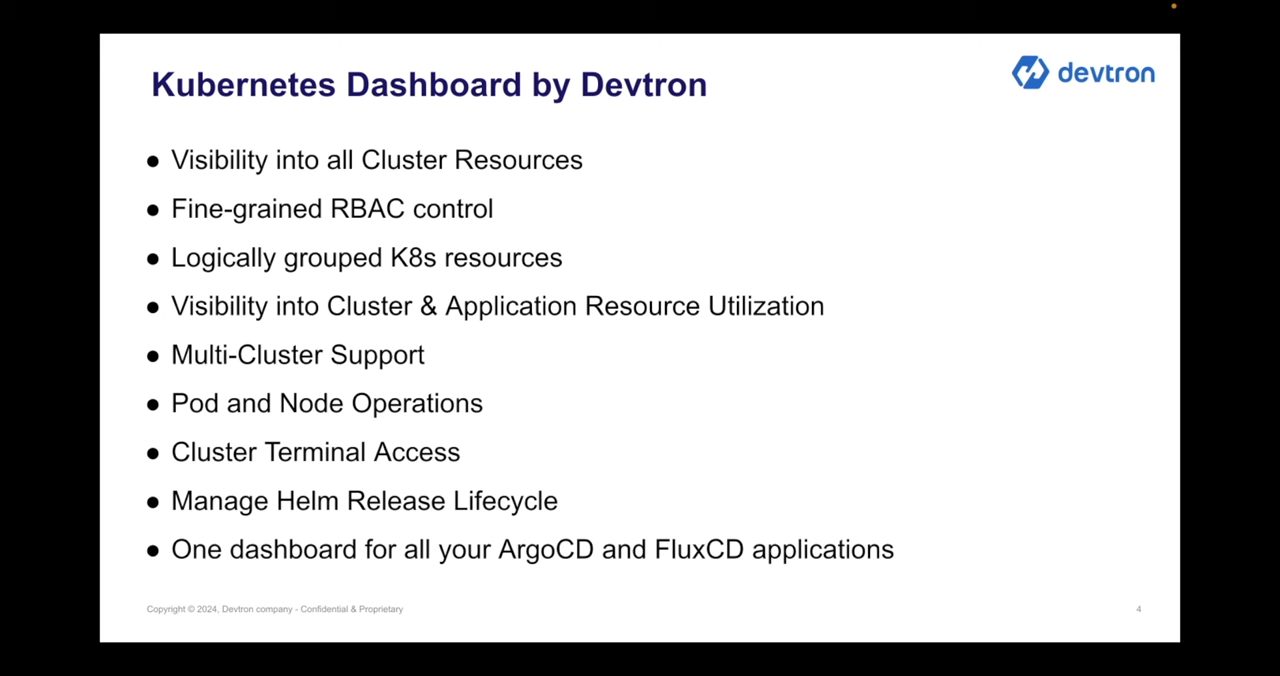 Kubernetes Dashboard by Devtron
devtron
● Visibility into all Cluster Resources
● Fine-grained RBAC control
● Logically grouped K8s resources
● Visibility into Cluster & Application Resource Utilization
● Multi-Cluster Support
● Pod and Node Operations
● Cluster Terminal Access
● Manage Helm Release Lifecycle
● One dashboard for all your ArgoCD and FluxCD applications
Copyright © 2024, Devtron company - Confidential & Proprietary
4